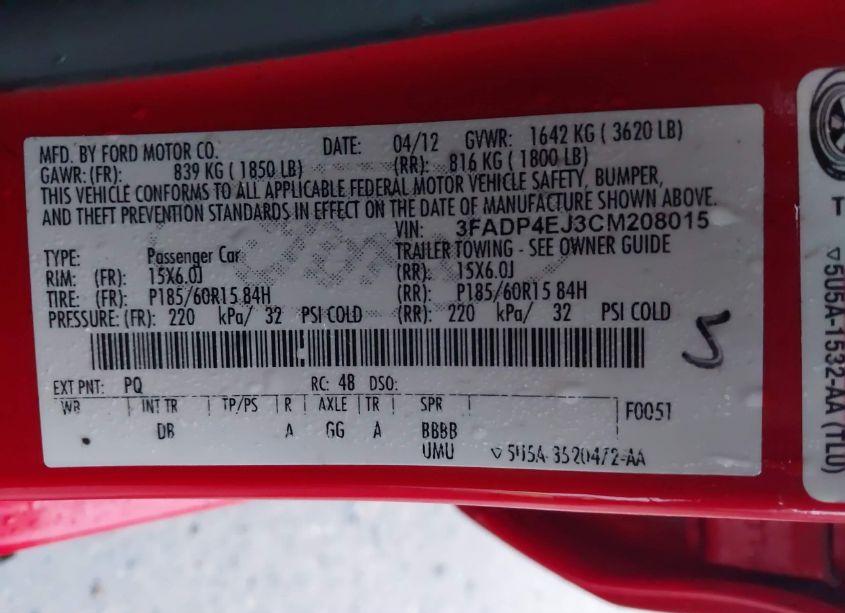 MFD. BY FORD MOTOR CO. DATE: 04/12 GVWR: 1642 KG ( 3620 LB)
GAWR: (FR): 839 KG ( 1850 LB) (RR): 816 KG ( 1800 LB)
THIS VEHICLE CONFORMS TO ALL APPLICABLE FEDERAL MOTOR VEHICLE SAFETY, BUMPER,
AND THEFT PREVENTION STANDARDS IN EFFECT ON THE DATE OF MANUFACTURE SHOWN ABOVE.
VIN: 3FADP4EJ3CM208015
TYPE: Passenger Car TRAILER TOWING - SEE OWNER GUIDE
RIM: (FR): 15X6.0J (RR): 15X6.0J
TIRE: (FR): P185/60R15 84H (RR): P185/60R15 84H
PRESSURE: (FR): 220 kPa/ 32 PSI COLD (RR): 220 kPa/ 32 PSI COLD
5
EXT PNT: PQ RC: 48 DSO:
WB INT TR TP/PS R AXLE TR SPR F0051
DB A GG A BBBB
UMU ▽ 5U5A-3520472-AA
T
▽5U5A-1532-AA (TLU)